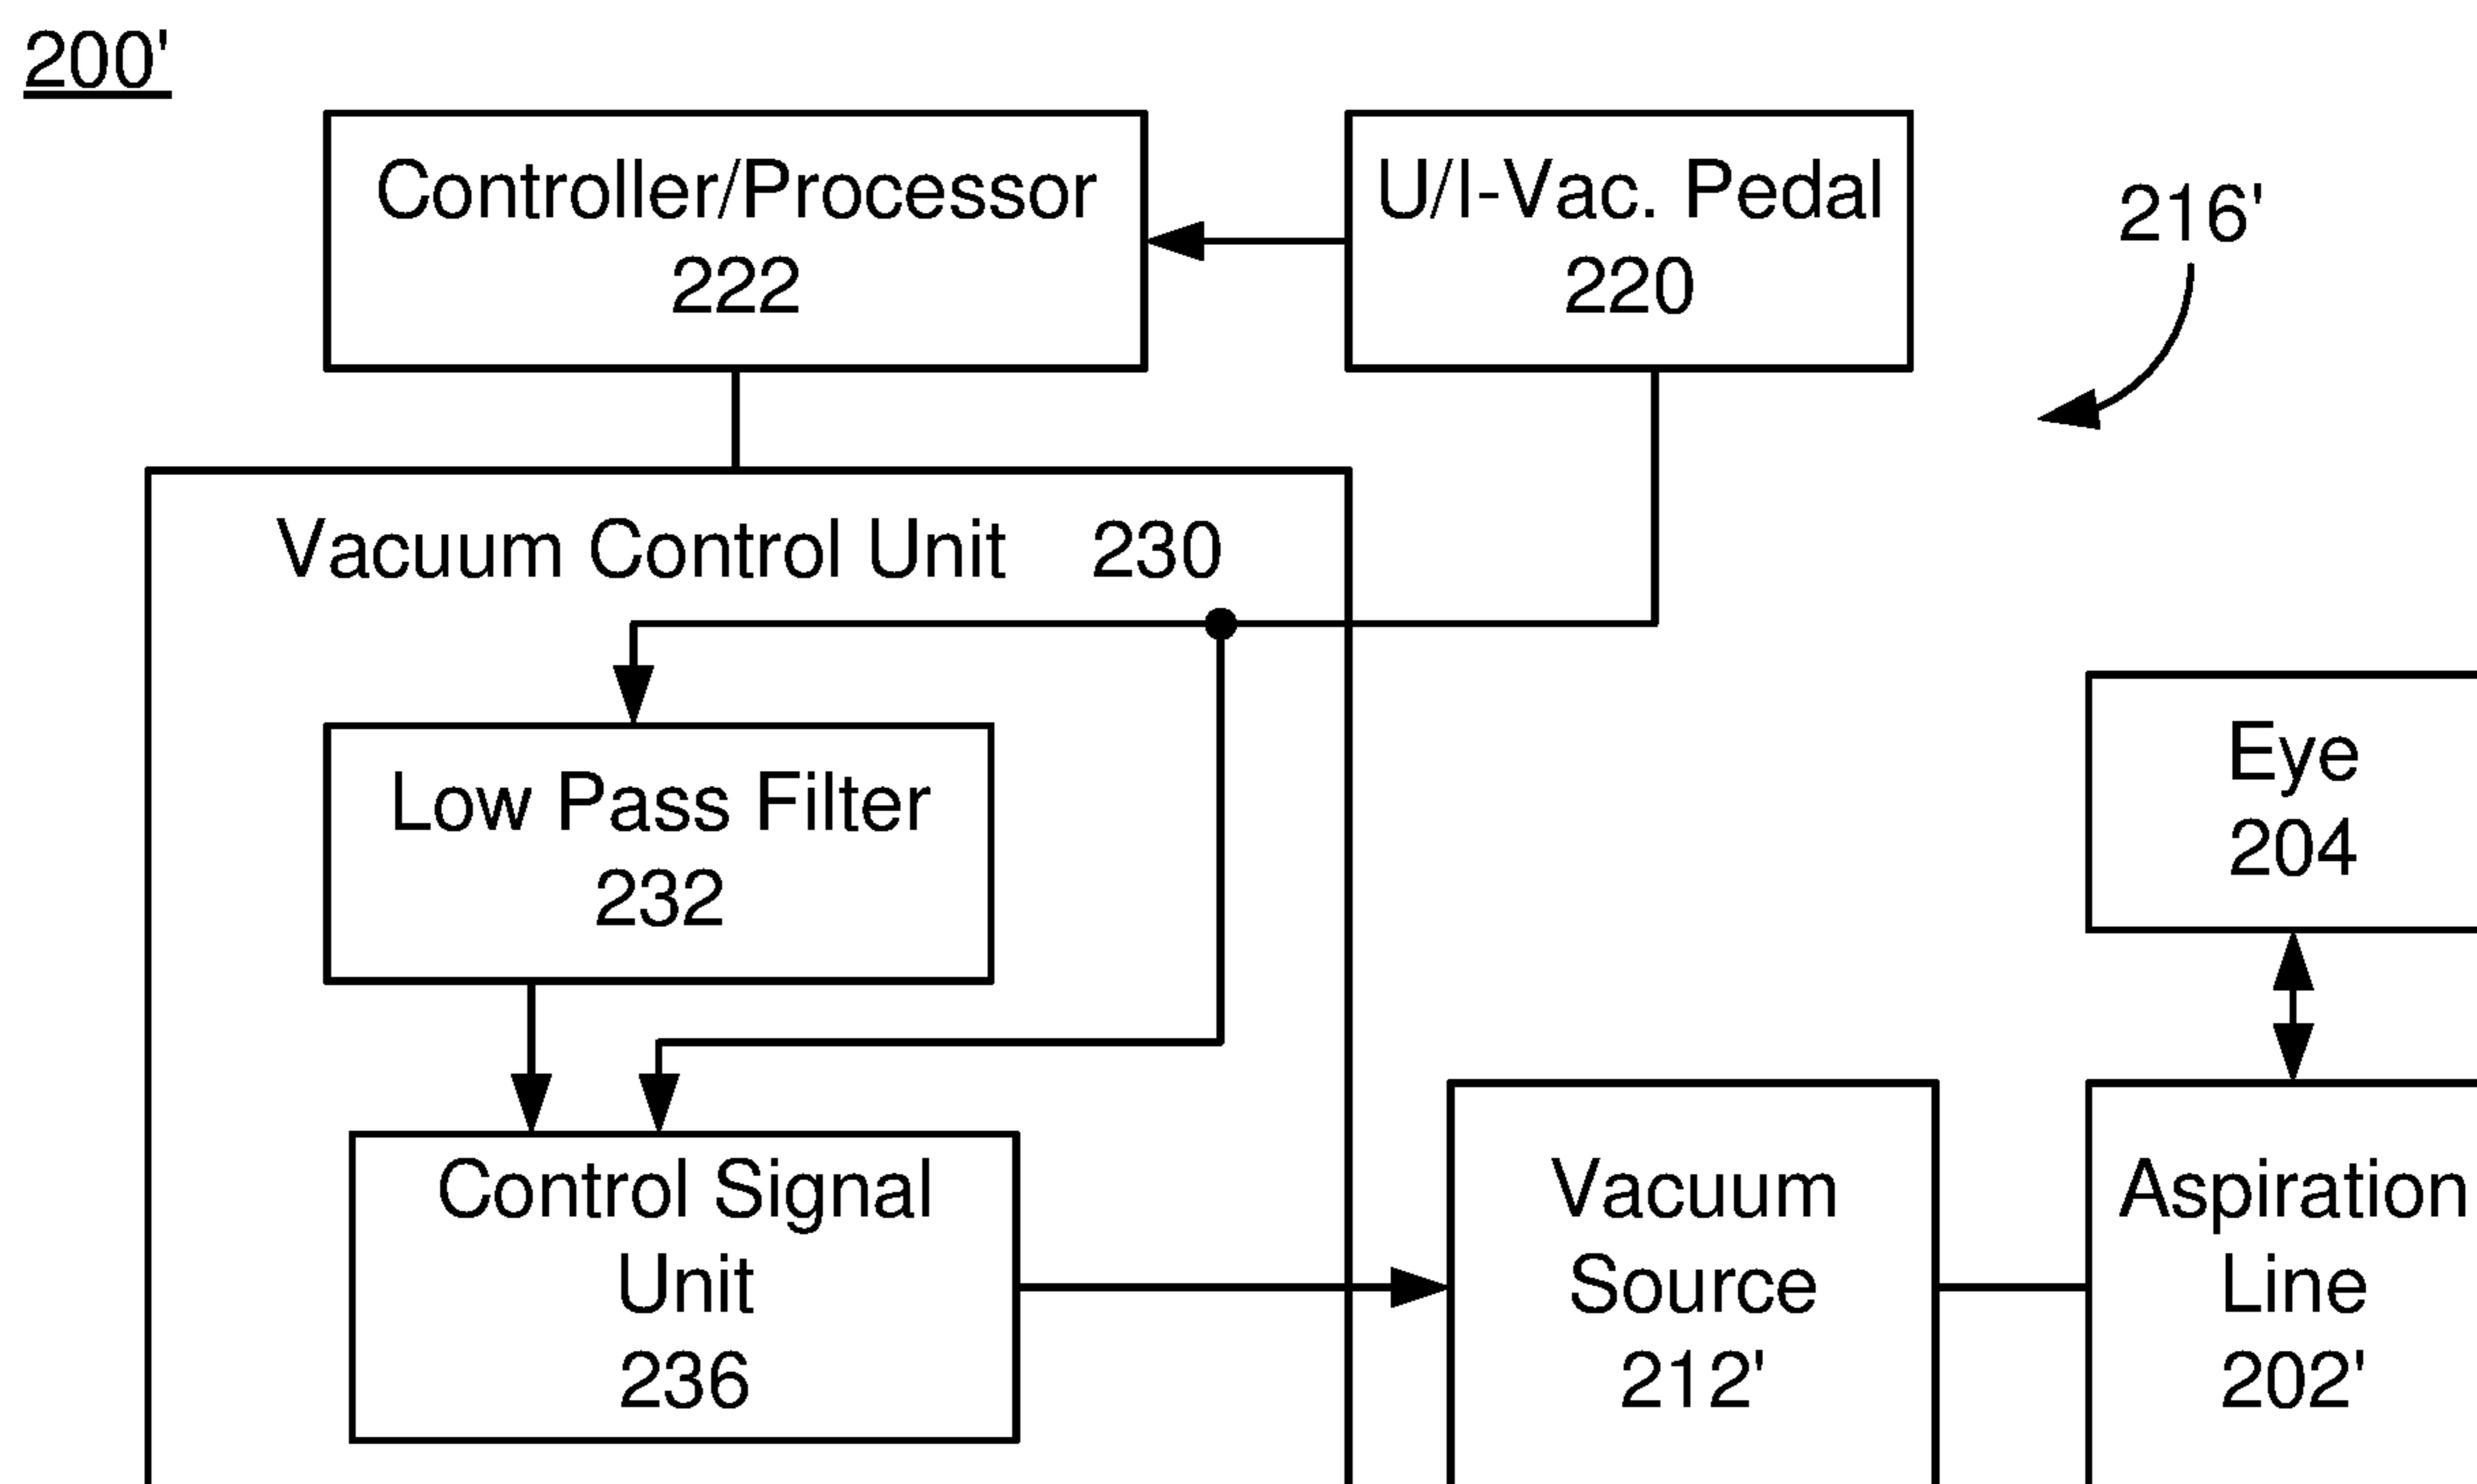 200'
Controller/Processor
222
U/I-Vac. Pedal
220
216'
Vacuum Control Unit 230
Low Pass Filter
232
Eye
204
Control Signal
Unit
236
Vacuum
Source
212'
Aspiration
Line
202'